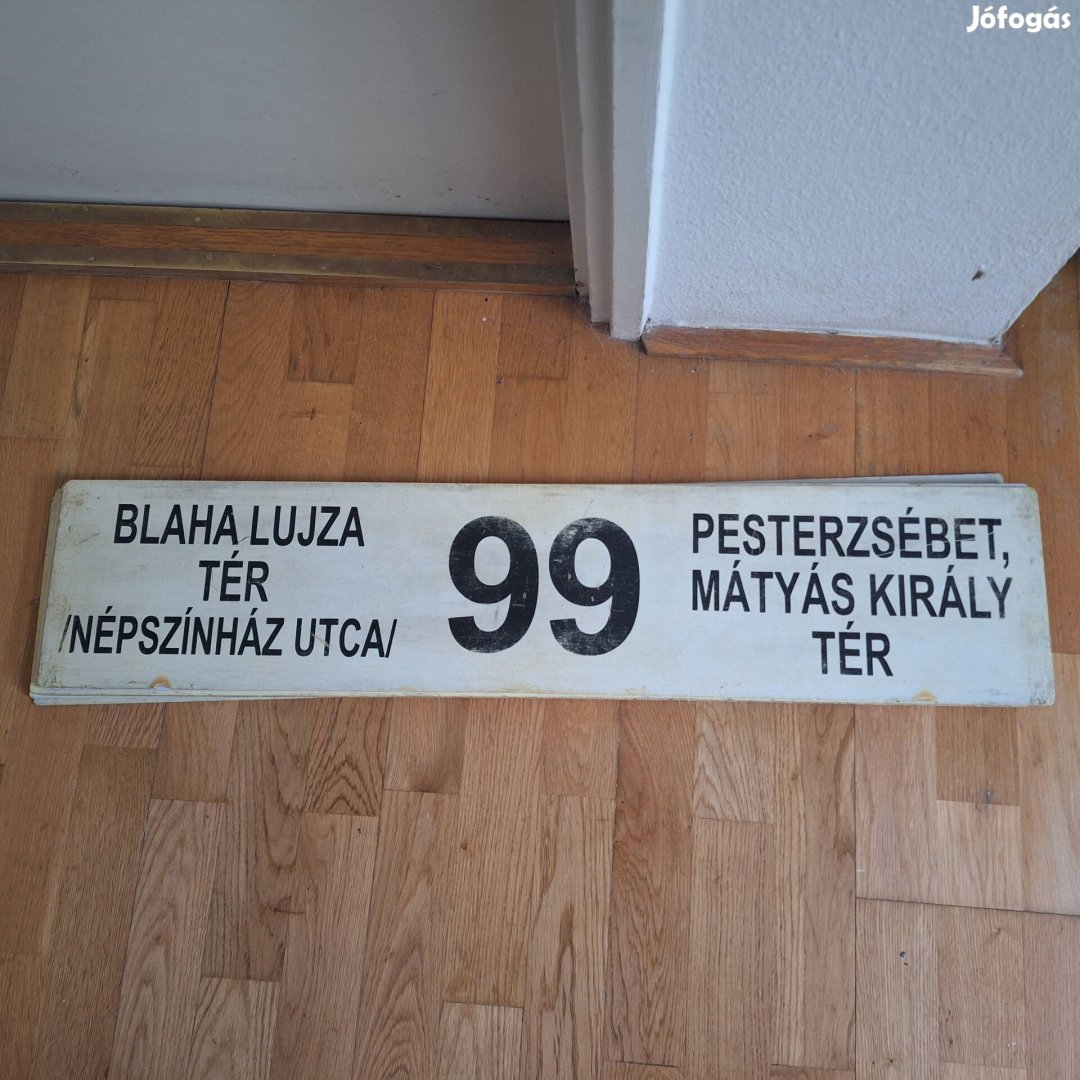 Jófogás
BLAHA LUJZA
TÉR
/NÉPSZÍNHÁZ UTCA/
99
PESTERZSÉBET,
MÁTYÁS KIRÁLY
TÉR